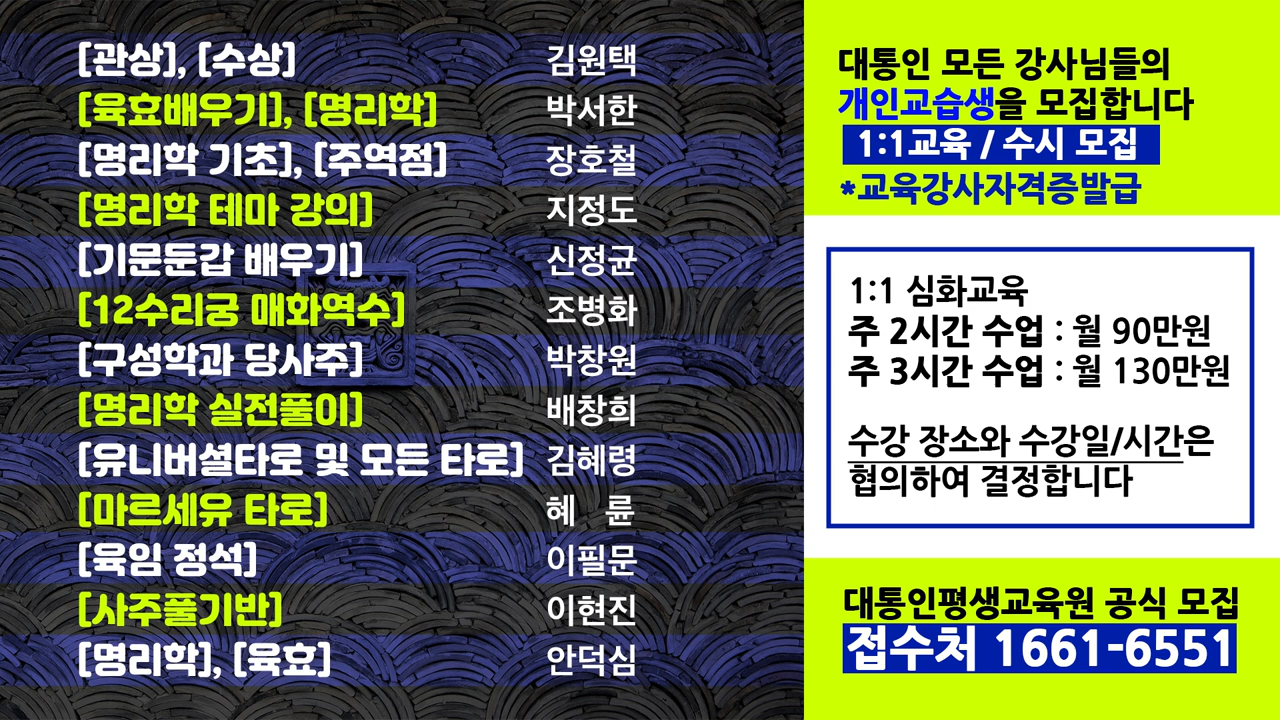 [관상], [수상] 김원택
[육효배우기], [명리학] 박서한
[명리학 기초], [주역점] 장호철
[명리학 테마 강의] 지정도
[기문둔갑 배우기] 신정균
[12수리궁 매화역수] 조병화
[구성학과 당사주] 박창원
[명리학 실전풀이] 배창희
[유니버셜타로 및 모든 타로] 김혜령
[마르세유 타로] 혜 륜
[육임 정석] 이필문
[사주풀기반] 이현진
[명리학], [육효] 안덕심
대통인 모든 강사님들의
개인교습생을 모집합니다
1:1교육 / 수시 모집
*교육강사자격증발급
1:1 심화교육
주 2시간 수업 : 월 90만원
주 3시간 수업 : 월 130만원
수강 장소와 수강일/시간은
협의하여 결정합니다
대통인평생교육원 공식 모집
접수처 1661-6551